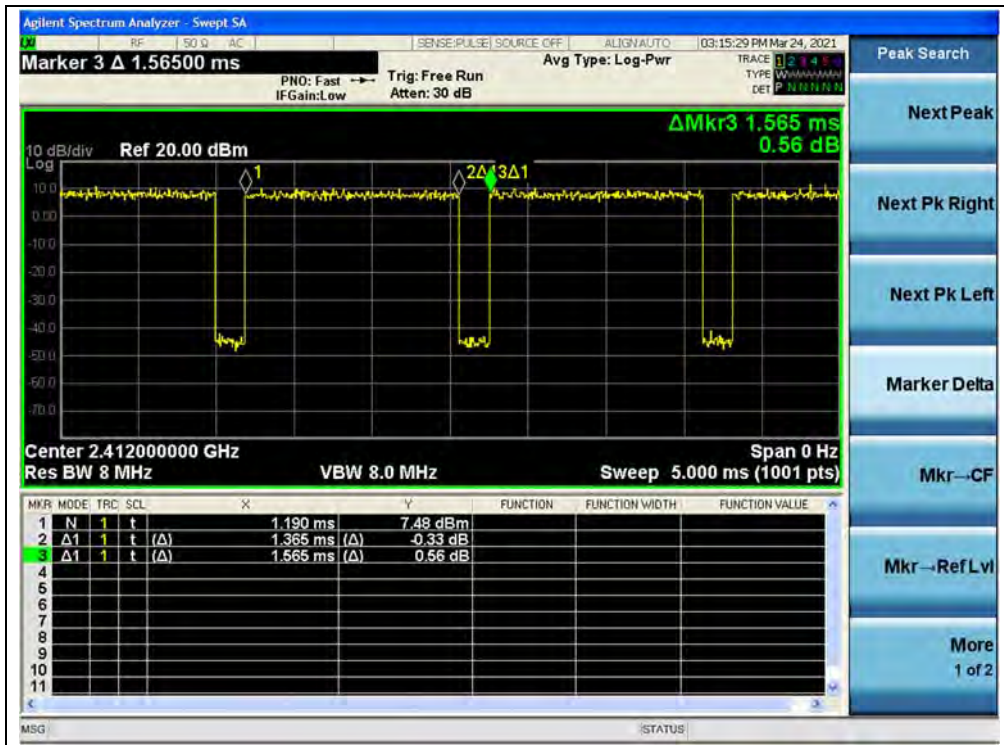 Agilent Spectrum Analyzer - Swept SA
RF 50 Ω AC SENSE:PULSE SOURCE OFF ALIGN AUTO 03:15:29 PM Mar 24, 2021
Marker 3 Δ 1.56500 ms
PNO: Fast
IFGain:Low
Trig: Free Run
Atten: 30 dB
Avg Type: Log-Pwr
TRACE 1 2 3 4 5 6
TYPE W
DET P N N N N N
ΔMkr3 1.565 ms
0.56 dB
10 dB/div Ref 20.00 dBm
Log
1 2Δ1 3Δ1
10.0
0.00
-10.0
-20.0
-30.0
-40.0
-50.0
-60.0
-70.0
Center 2.412000000 GHz Span 0 Hz
Res BW 8 MHz VBW 8.0 MHz Sweep 5.000 ms (1001 pts)
MKR MODE TRC SCL X Y FUNCTION FUNCTION WIDTH FUNCTION VALUE
1 N 1 t 1.190 ms 7.48 dBm
2 Δ1 1 t (Δ) 1.365 ms (Δ) -0.33 dB
3 Δ1 1 t (Δ) 1.565 ms (Δ) 0.56 dB
4
5
6
7
8
9
10
11
MSG STATUS
Peak Search
Next Peak
Next Pk Right
Next Pk Left
Marker Delta
Mkr→CF
Mkr→Ref Lvl
More
1 of 2